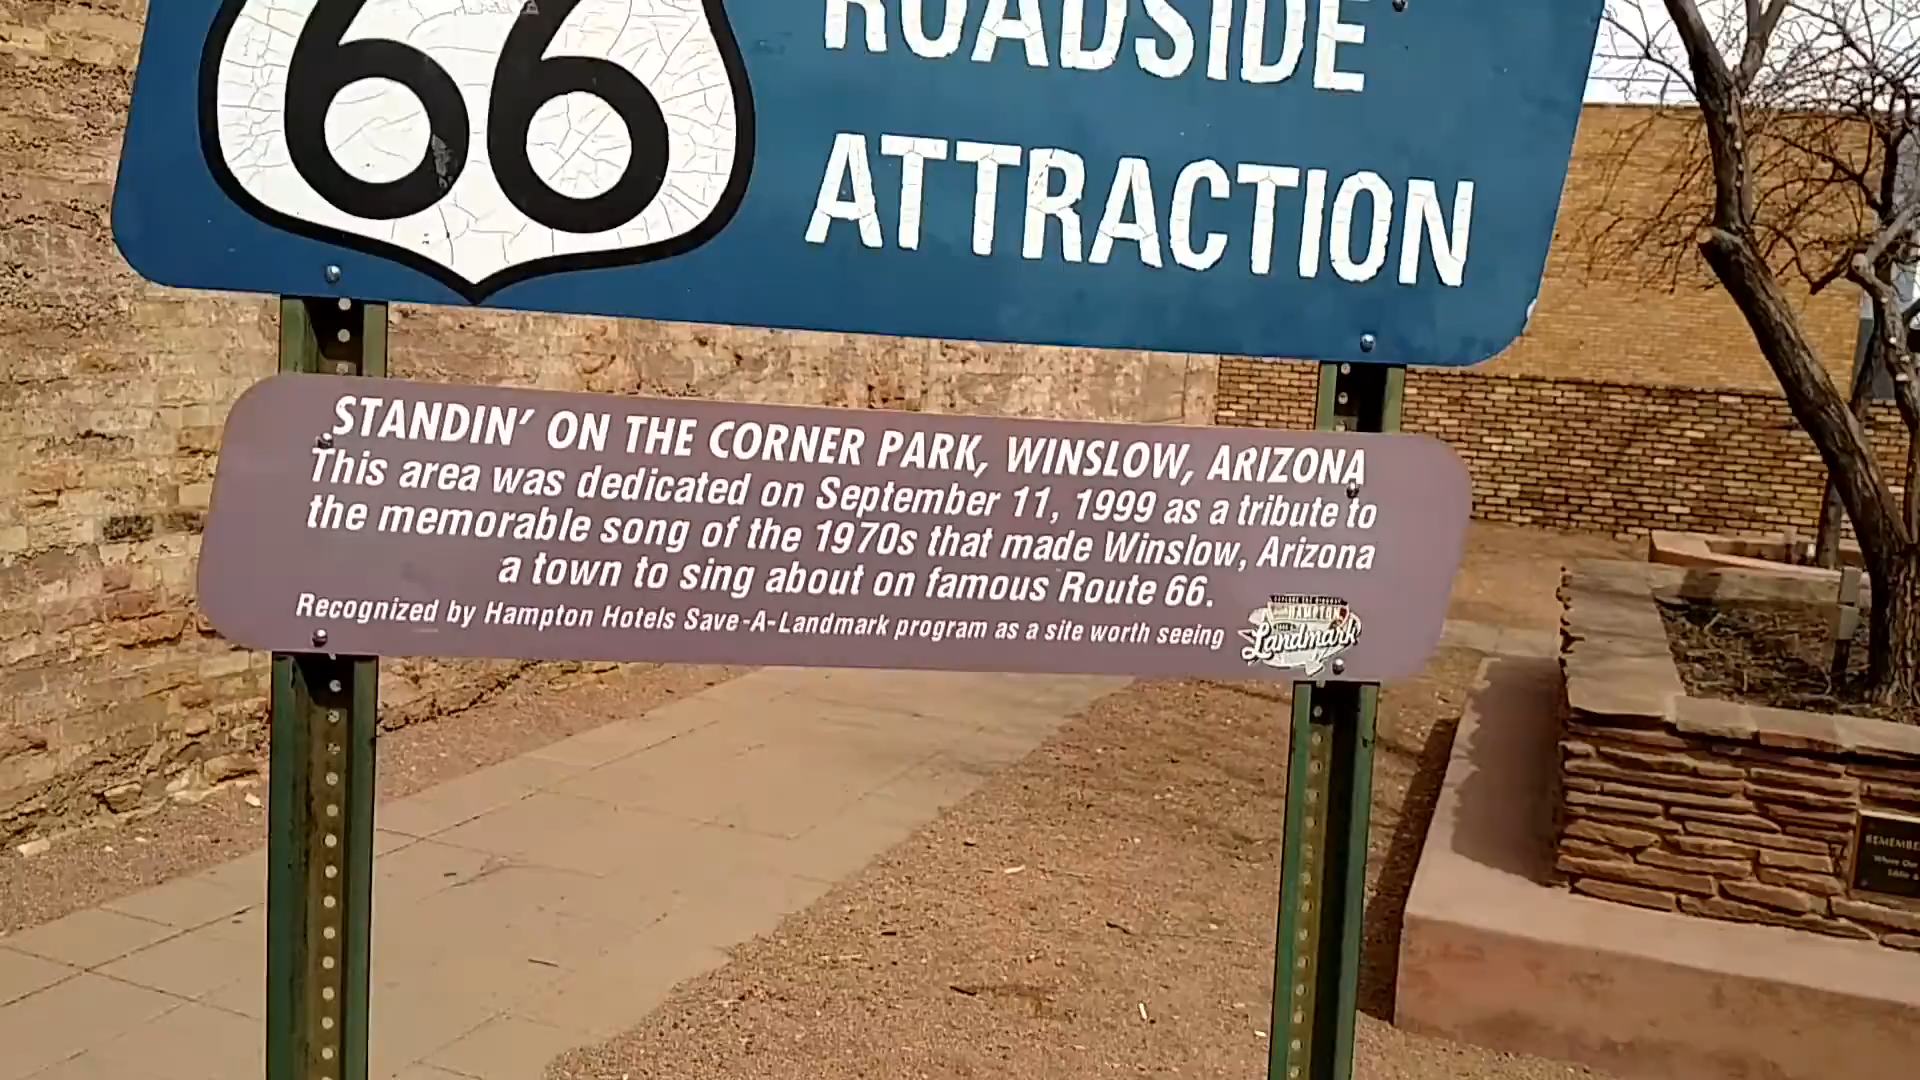 66
ROADSIDE
ATTRACTION
STANDIN' ON THE CORNER PARK, WINSLOW, ARIZONA
This area was dedicated on September 11, 1999 as a tribute to
the memorable song of the 1970s that made Winslow, Arizona
a town to sing about on famous Route 66.
Recognized by Hampton Hotels Save-A-Landmark program as a site worth seeing
HAMPTON
Landmark
Where Our